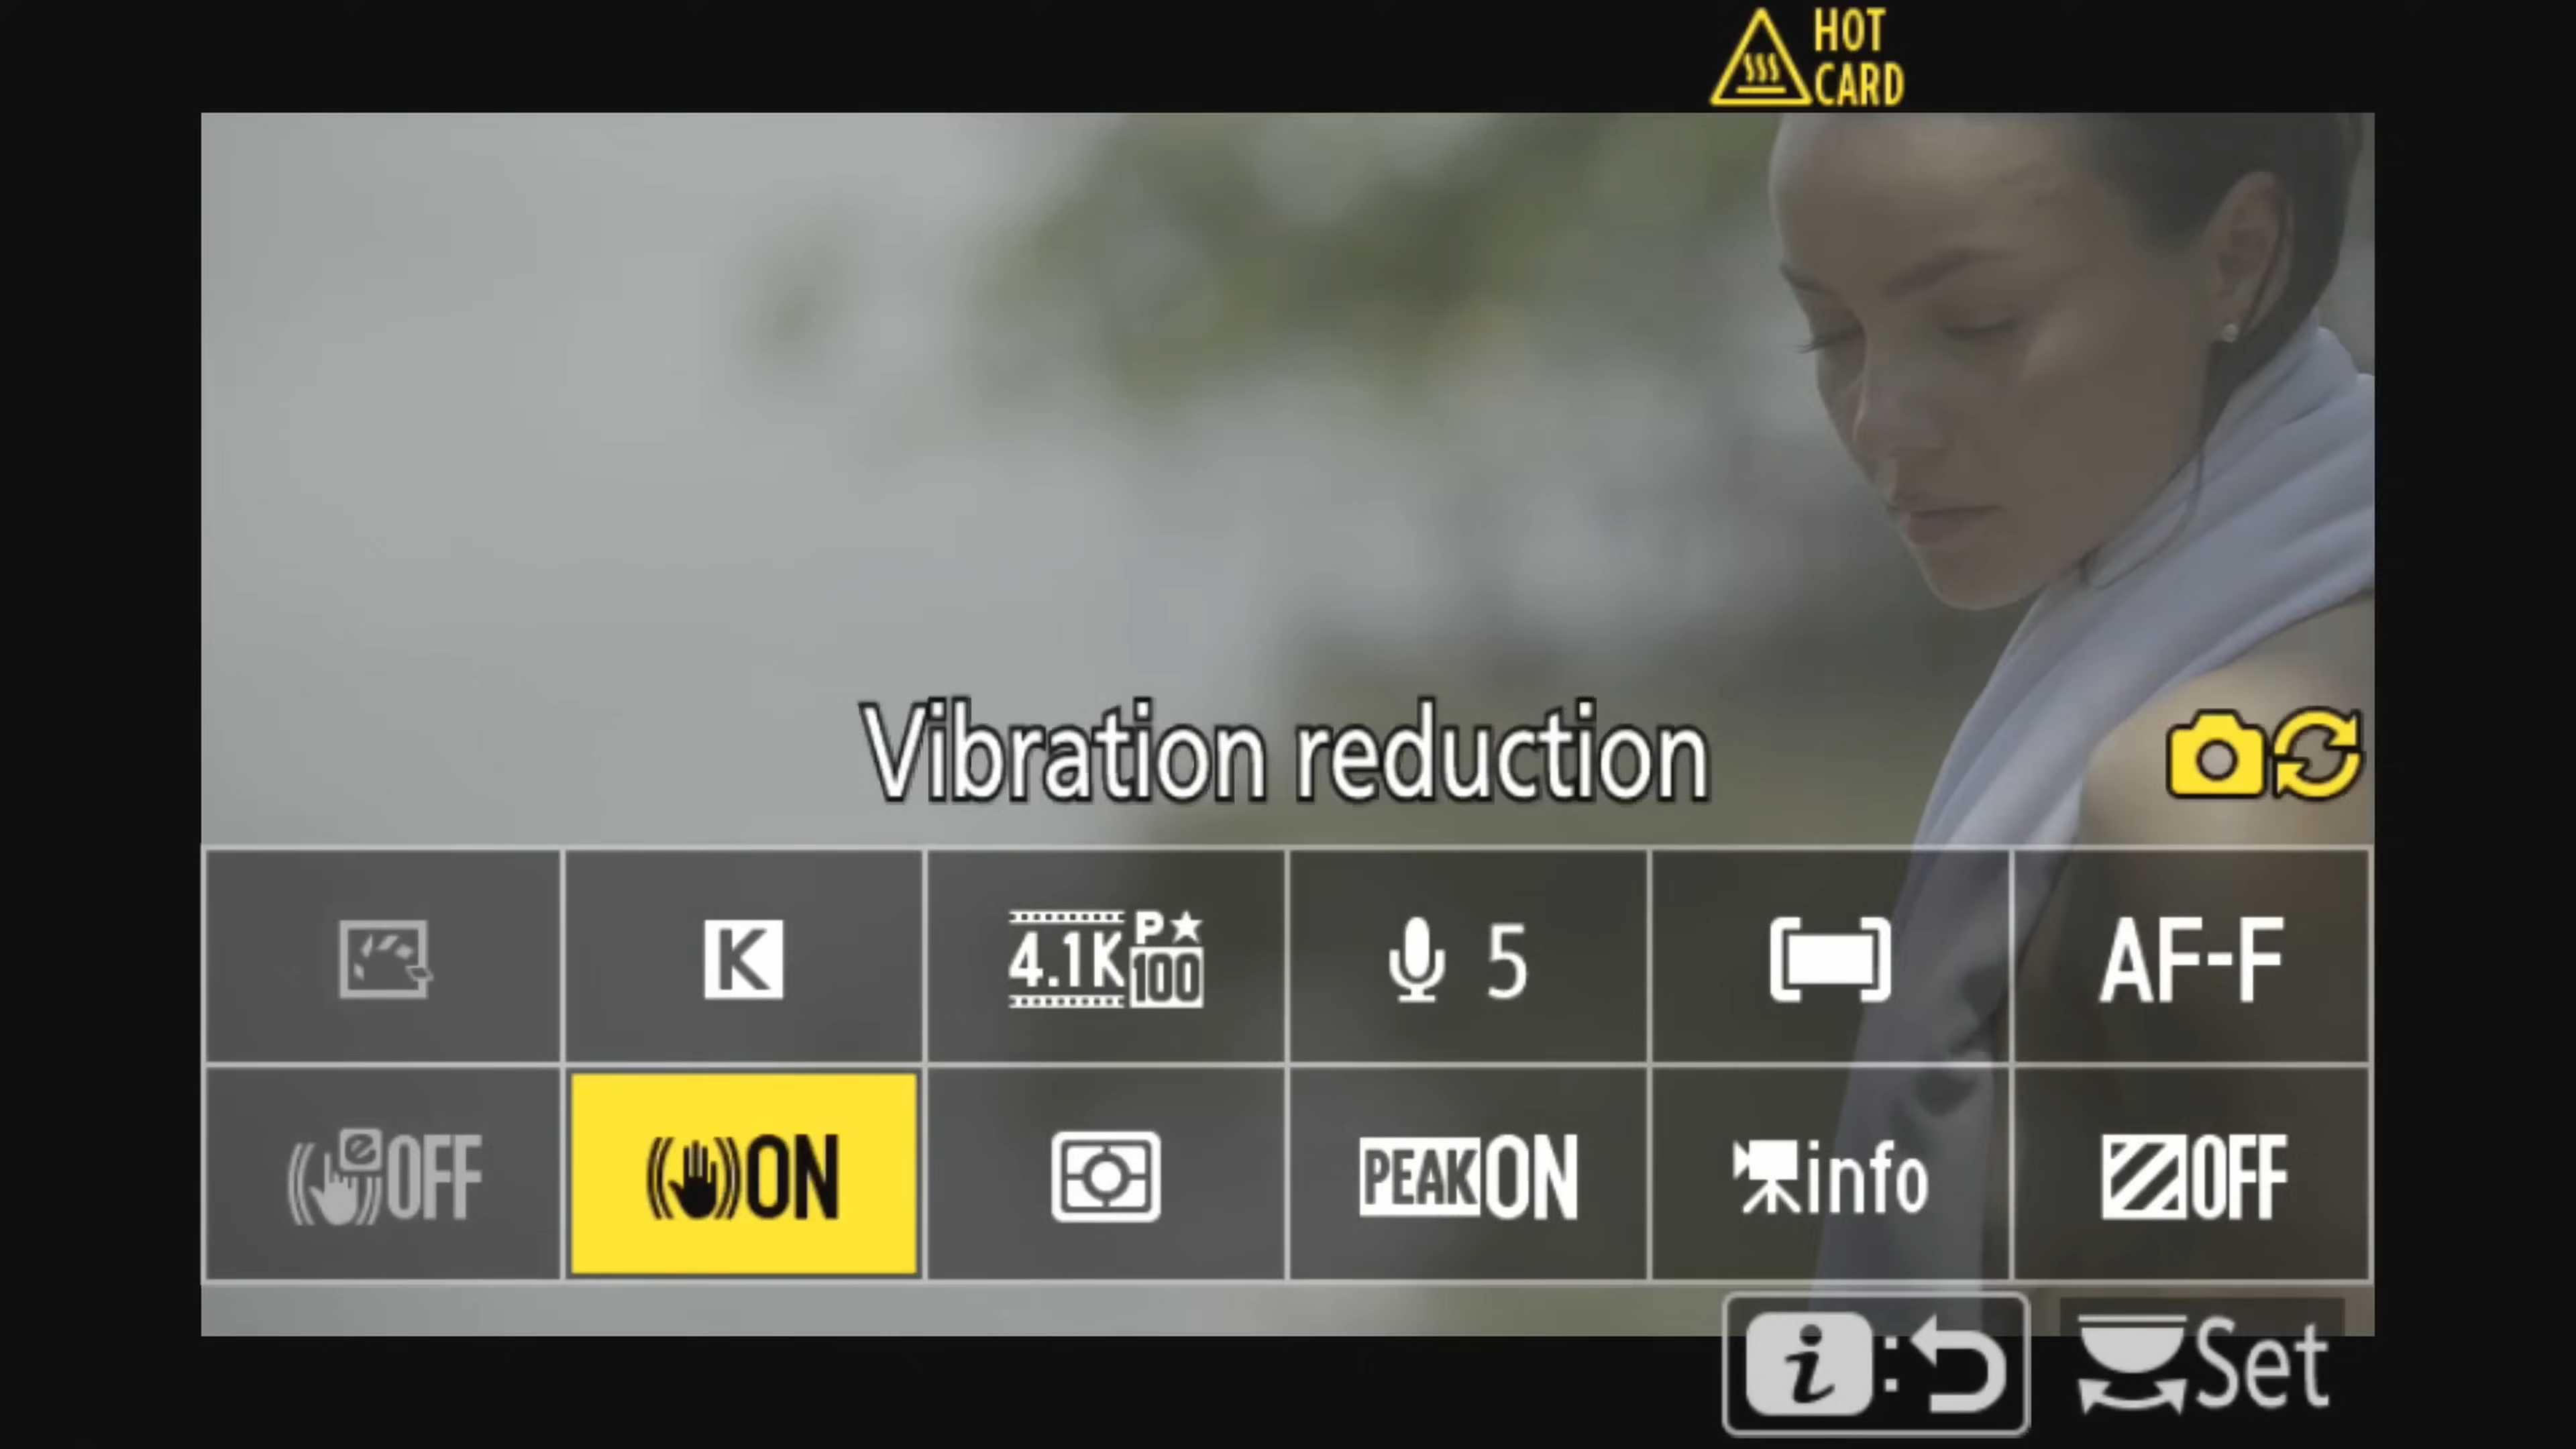 HOT
CARD
Vibration reduction
K
4.1K P★
100
5
AF-F
OFF
ON
PEAK ON
info
OFF
i :
Set